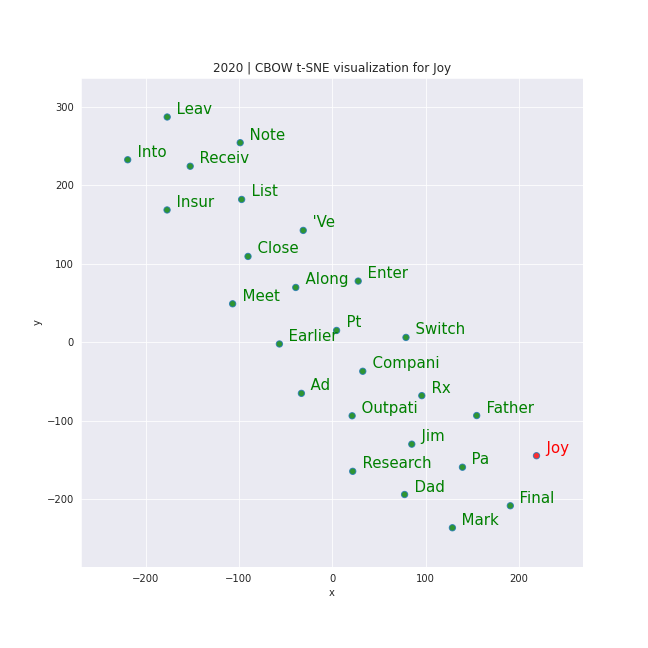 2020 | CBOW t-SNE visualization for Joy
300
Leav
Note
Into
Receiv
200
List
Insur
'Ve
Close
100
Enter
Along
Meet
Pt
Switch
Earlier
0
Compani
Ad
Rx
Outpati
Father
−100
Jim
Joy
Research
Pa
Dad
−200
Final
Mark
y
−200
−100
0
100
200
x